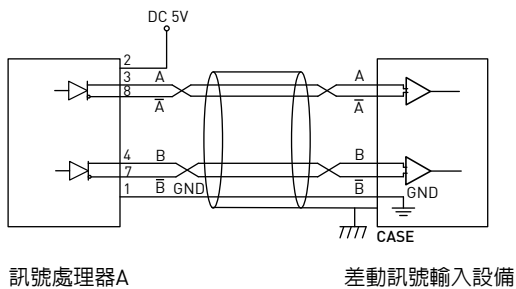 DC 5V
2
3 A A
8 A̅ A̅
4 B B
7 B̅ B̅
1 GND GND
CASE
訊號處理器A 差動訊號輸入設備